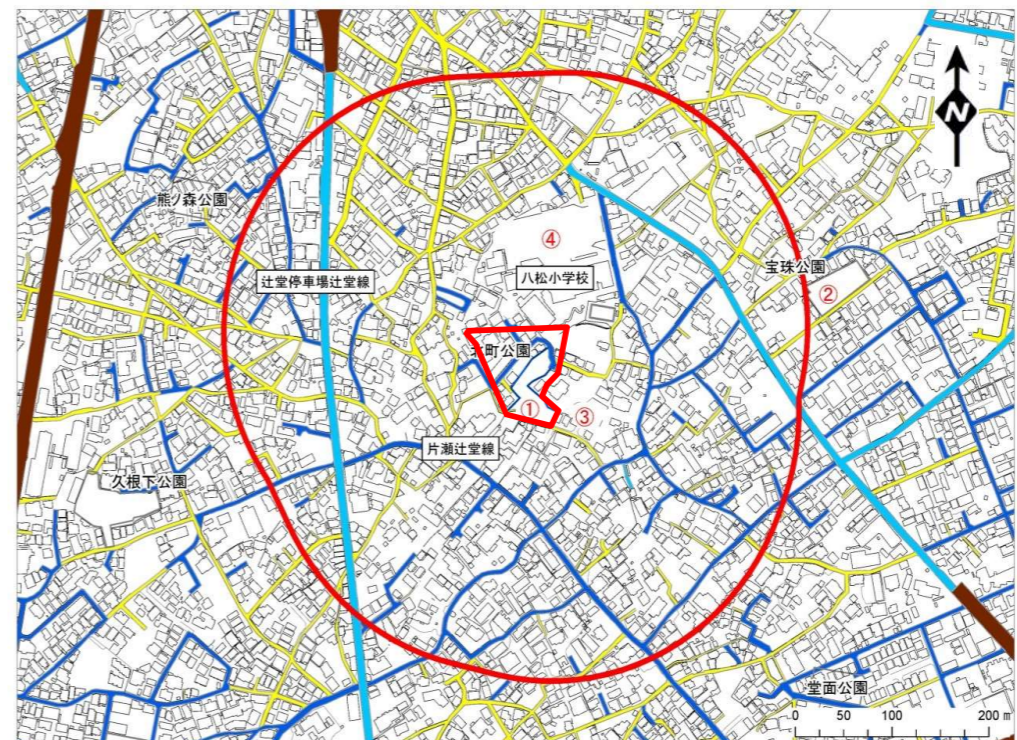 N
熊ノ森公園
④
宝珠公園
辻堂停車場辻堂線
八松小学校
②
北町公園
①
③
片瀬辻堂線
久根下公園
堂面公園
0 50 100 200 m